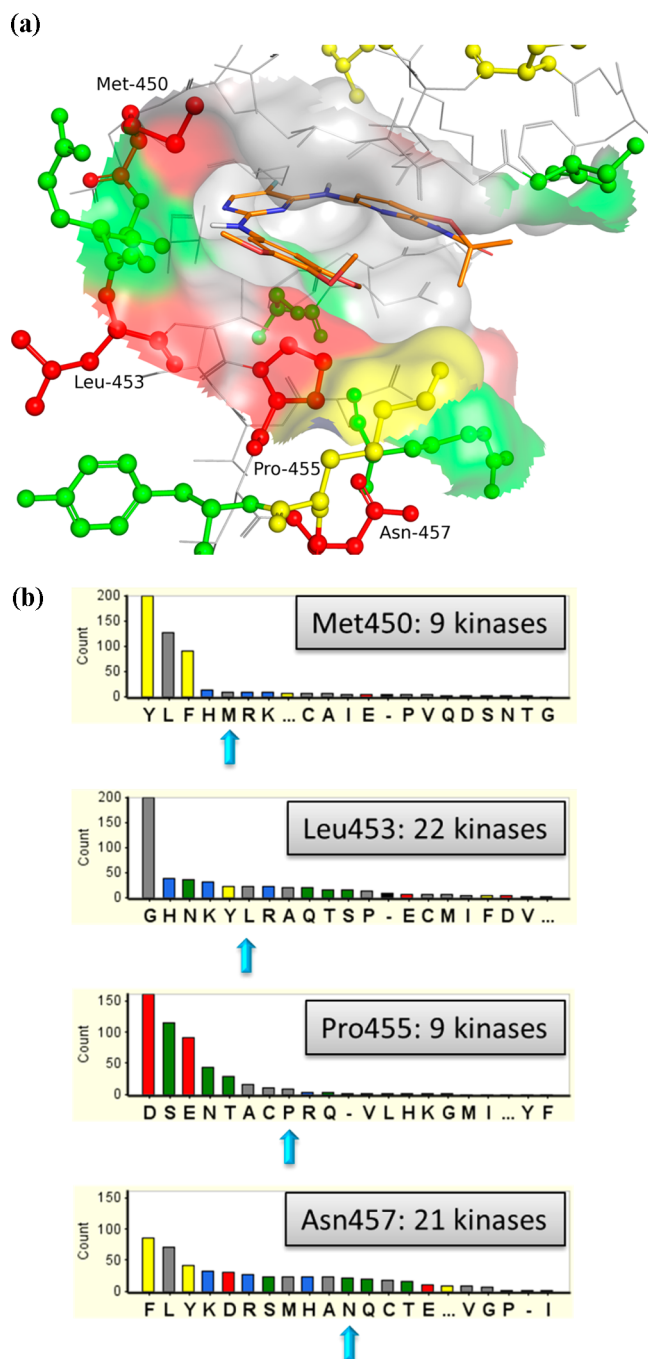 (a)
Met-450
Leu-453
Pro-455
Asn-457
(b)
Met450: 9 kinases
Count
200
150
100
50
0
Y L F H M R K ... C A I E - P V Q D S N T G
Leu453: 22 kinases
Count
200
150
100
50
0
G H N K Y L R A Q T S P - E C M I F D V ...
Pro455: 9 kinases
Count
150
100
50
0
D S E N T A C P R Q - V L H K G M I ... Y F
Asn457: 21 kinases
Count
150
100
50
0
F L Y K D R S M H A N Q C T E ... V G P - I